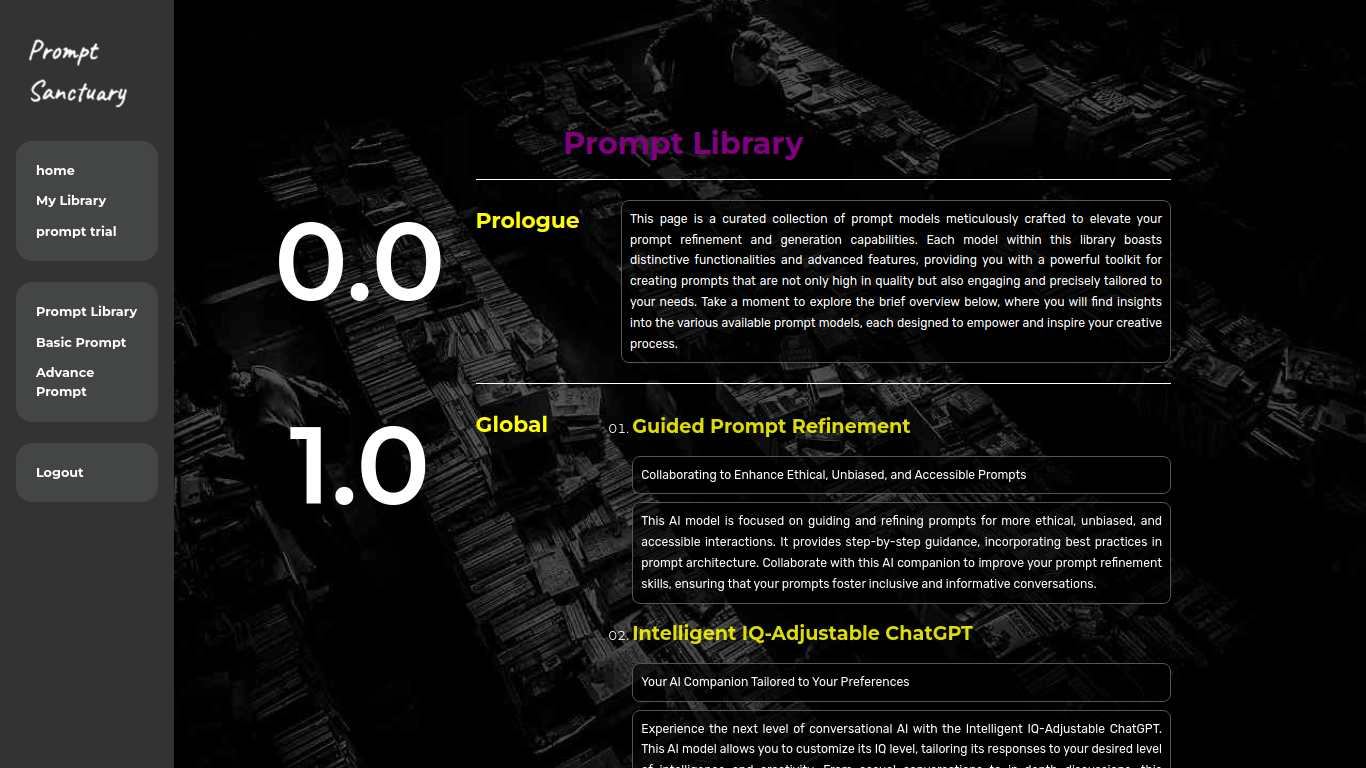 Prompt
Sanctuary
home
My Library
prompt trial
Prompt Library
Basic Prompt
Advance
Prompt
Logout
Prompt Library
0.0
Prologue
This page is a curated collection of prompt models meticulously crafted to elevate your
prompt refinement and generation capabilities. Each model within this library boasts
distinctive functionalities and advanced features, providing you with a powerful toolkit for
creating prompts that are not only high in quality but also engaging and precisely tailored to
your needs. Take a moment to explore the brief overview below, where you will find insights
into the various available prompt models, each designed to empower and inspire your creative
process.
1.0
Global
01. Guided Prompt Refinement
Collaborating to Enhance Ethical, Unbiased, and Accessible Prompts
This AI model is focused on guiding and refining prompts for more ethical, unbiased, and
accessible interactions. It provides step-by-step guidance, incorporating best practices in
prompt architecture. Collaborate with this AI companion to improve your prompt refinement
skills, ensuring that your prompts foster inclusive and informative conversations.
02. Intelligent IQ-Adjustable ChatGPT
Your AI Companion Tailored to Your Preferences
Experience the next level of conversational AI with the Intelligent IQ-Adjustable ChatGPT.
This AI model allows you to customize its IQ level, tailoring its responses to your desired level